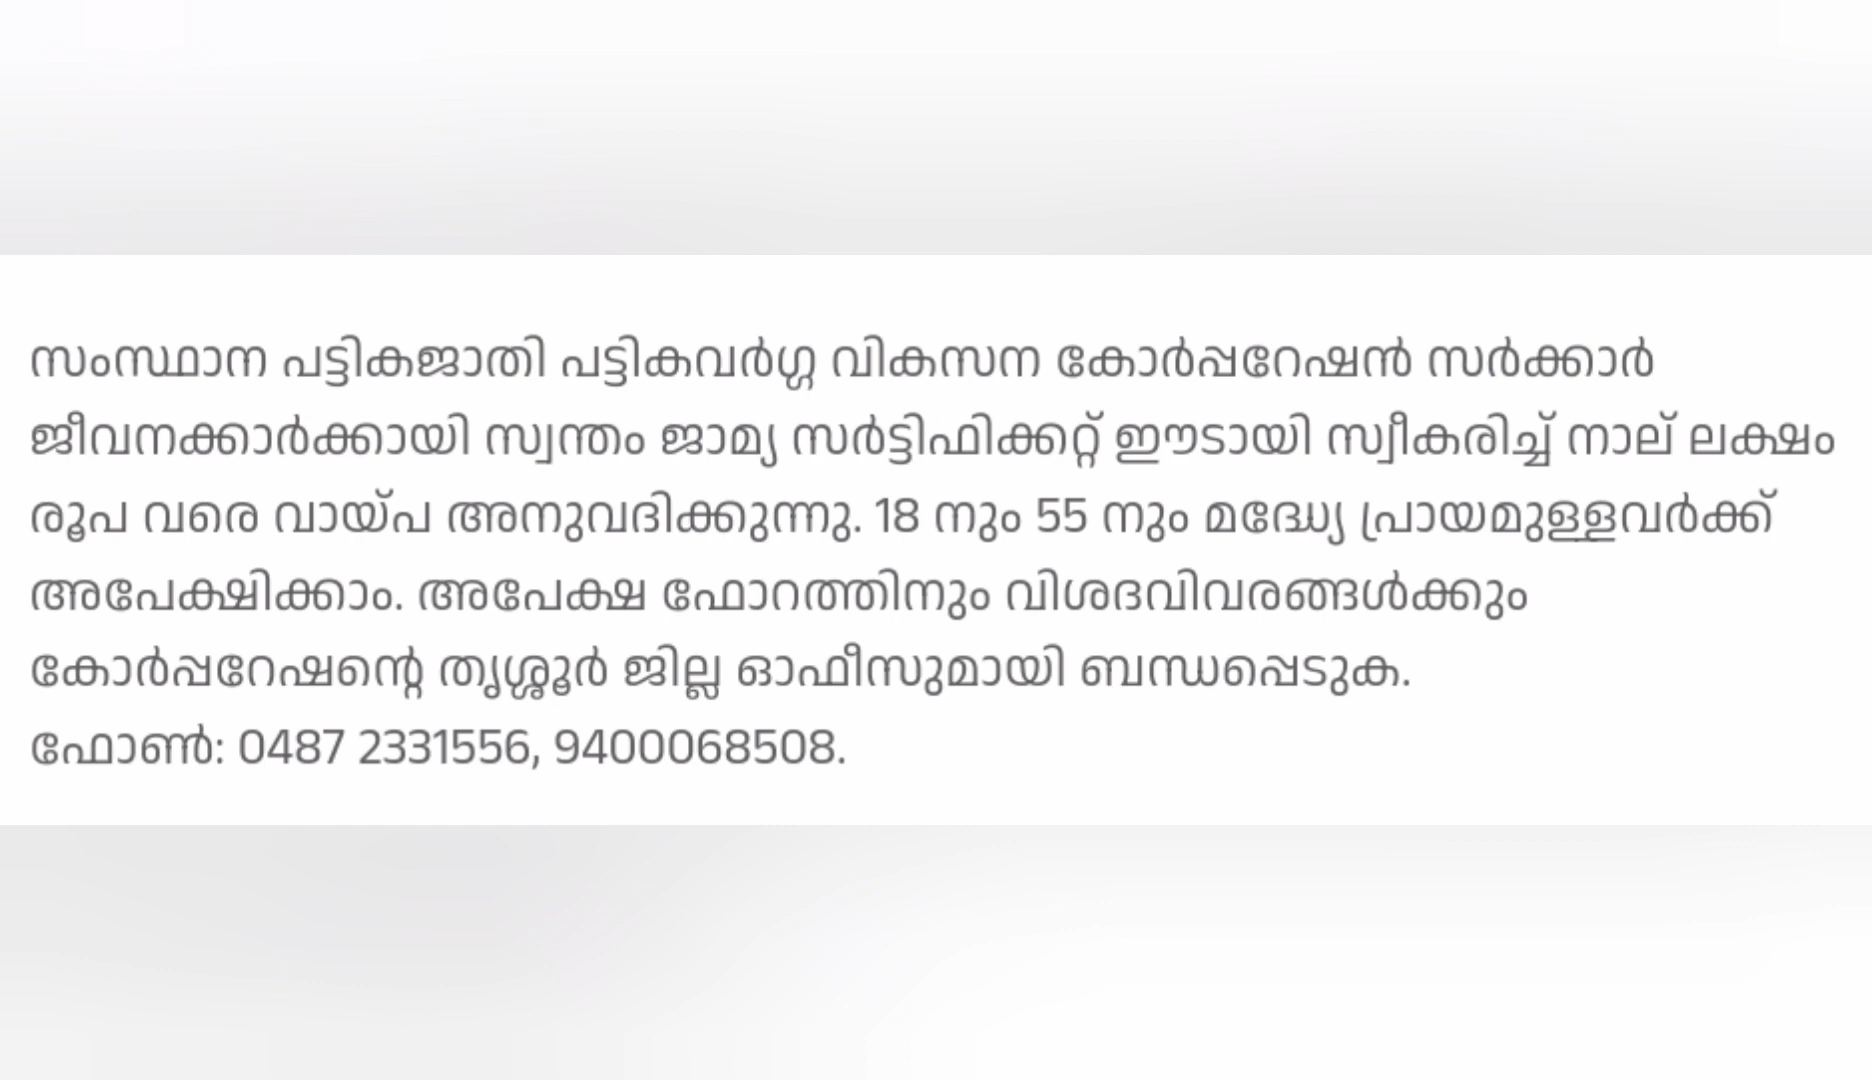 സംസ്ഥാന പട്ടികജാതി പട്ടികവർഗ്ഗ വികസന കോർപ്പറേഷൻ സർക്കാർ
ജീവനക്കാർക്കായി സ്വന്തം ജാമ്യ സർട്ടിഫിക്കറ്റ് ഈടായി സ്വീകരിച്ച് നാല് ലക്ഷം
രൂപ വരെ വായ്പ അനുവദിക്കുന്നു. 18 നും 55 നും മദ്ധ്യേ പ്രായമുള്ളവർക്ക്
അപേക്ഷിക്കാം. അപേക്ഷ ഫോറത്തിനും വിശദവിവരങ്ങൾക്കും
കോർപ്പറേഷന്റെ തൃശ്ശൂർ ജില്ല ഓഫീസുമായി ബന്ധപ്പെടുക.
ഫോൺ: 0487 2331556, 9400068508.